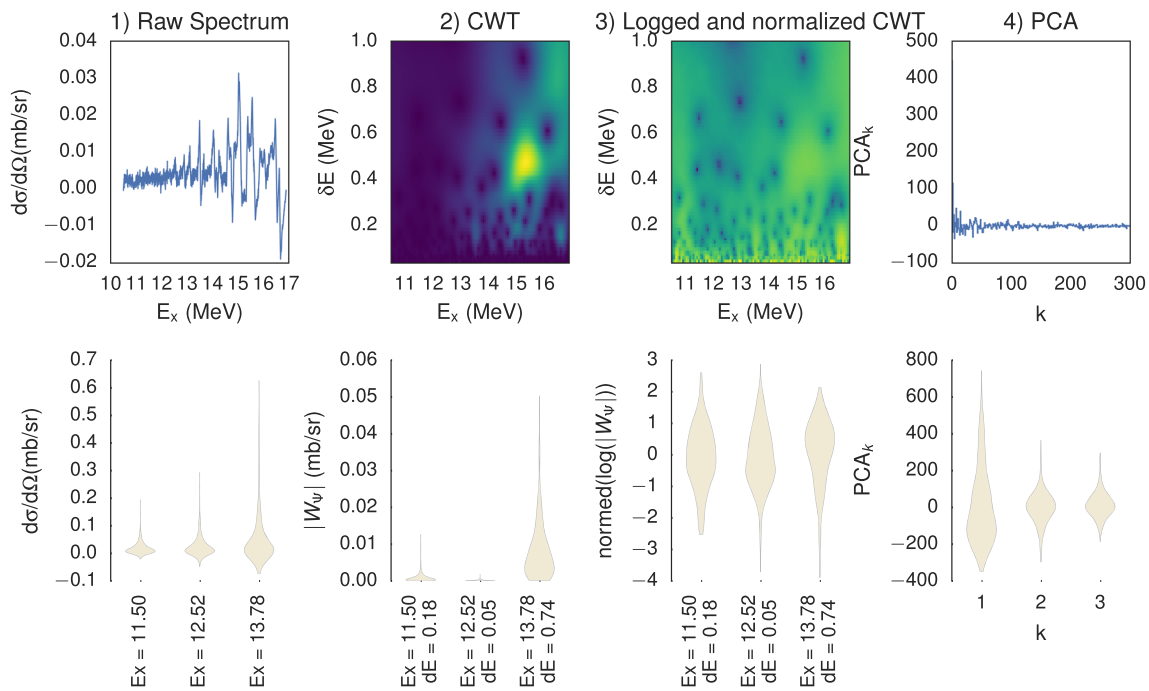 1) Raw Spectrum
2) CWT
3) Logged and normalized CWT
4) PCA
0.04
0.03
0.02
0.01
0.00
−0.01
−0.02
dσ/dΩ(mb/sr)
10 11 12 13 14 15 16 17
Eₓ (MeV)
1.0
0.8
0.6
0.4
0.2
δE (MeV)
11 12 13 14 15 16
Eₓ (MeV)
1.0
0.8
0.6
0.4
0.2
δE (MeV)
11 12 13 14 15 16
Eₓ (MeV)
500
400
300
200
100
0
−100
PCAₖ
0 100 200 300
k
0.7
0.6
0.5
0.4
0.3
0.2
0.1
0.0
−0.1
dσ/dΩ(mb/sr)
Ex = 11.50
Ex = 12.52
Ex = 13.78
0.06
0.05
0.04
0.03
0.02
0.01
0.00
|W_Ψ| (mb/sr)
Ex = 11.50
dE = 0.18
Ex = 12.52
dE = 0.05
Ex = 13.78
dE = 0.74
3
2
1
0
−1
−2
−3
−4
normed(log(|W_Ψ|))
Ex = 11.50
dE = 0.18
Ex = 12.52
dE = 0.05
Ex = 13.78
dE = 0.74
800
600
400
200
0
−200
−400
PCAₖ
1 2 3
k